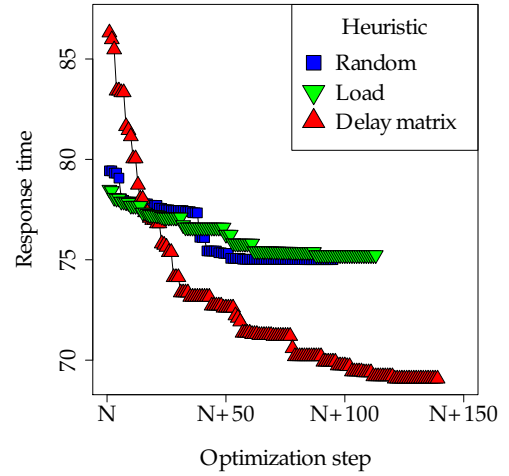 Heuristic
Random
Load
Delay matrix
Response time
85
80
75
70
N
N+50
N+100
N+150
Optimization step